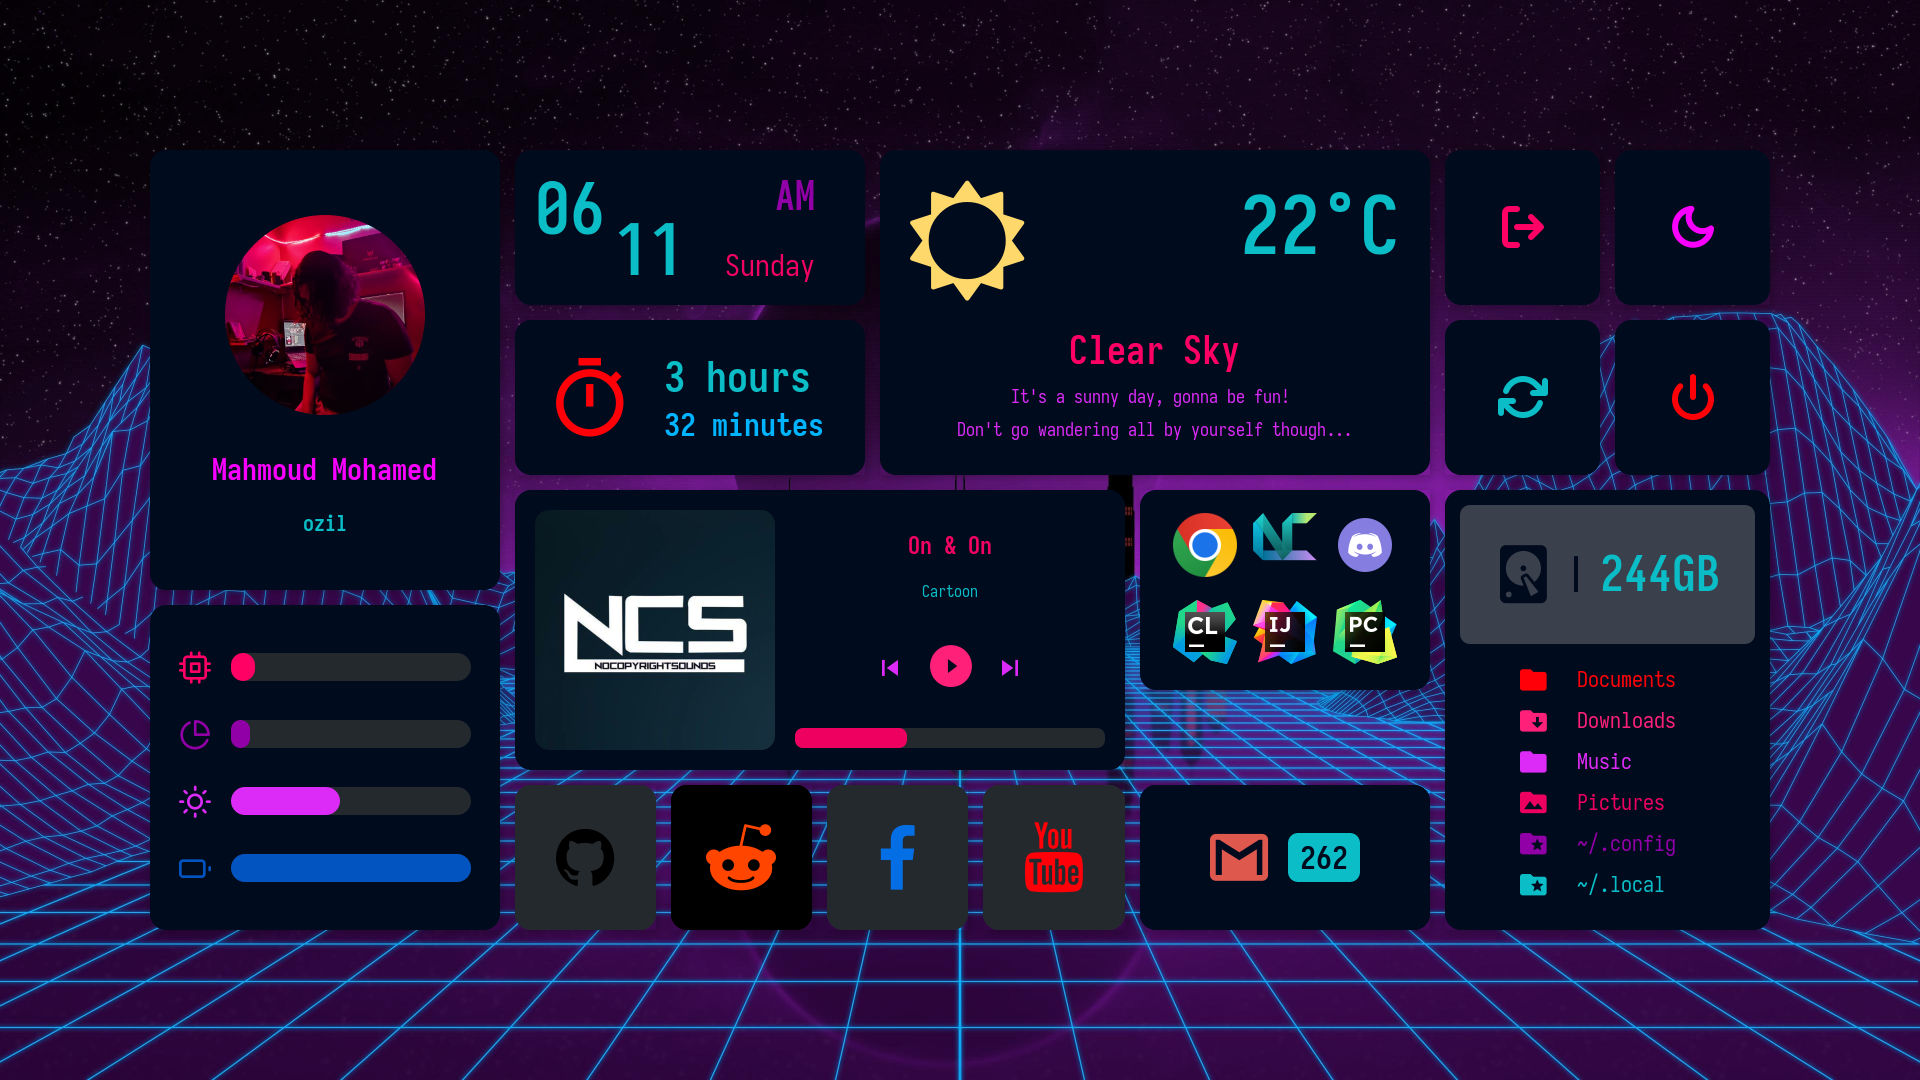 Mahmoud Mohamed
ozil
06
11
AM
Sunday
3 hours
32 minutes
22°C
Clear Sky
It's a sunny day, gonna be fun!
Don't go wandering all by yourself though...
NCS
NOCOPYRIGHTSOUNDS
On & On
Cartoon
NC
CL
IJ
PC
244GB
Documents
Downloads
Music
Pictures
~/.config
~/.local
You
Tube
262